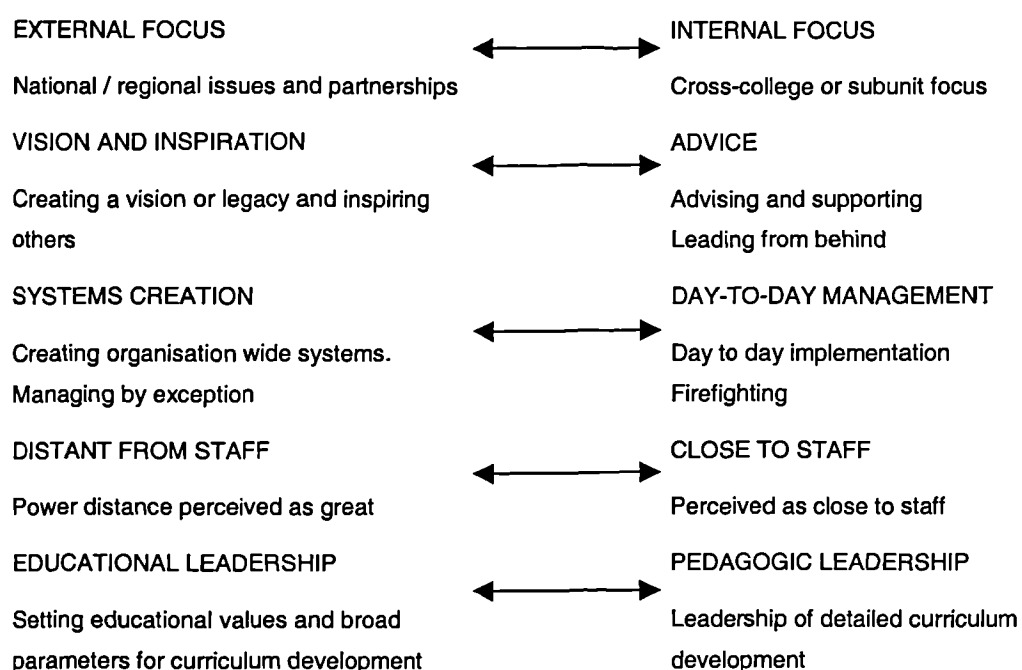 EXTERNAL FOCUS
INTERNAL FOCUS
National / regional issues and partnerships
Cross-college or subunit focus
VISION AND INSPIRATION
ADVICE
Creating a vision or legacy and inspiring
others
Advising and supporting
Leading from behind
SYSTEMS CREATION
DAY-TO-DAY MANAGEMENT
Creating organisation wide systems.
Managing by exception
Day to day implementation
Firefighting
DISTANT FROM STAFF
CLOSE TO STAFF
Power distance perceived as great
Perceived as close to staff
EDUCATIONAL LEADERSHIP
PEDAGOGIC LEADERSHIP
Setting educational values and broad
parameters for curriculum development
Leadership of detailed curriculum
development